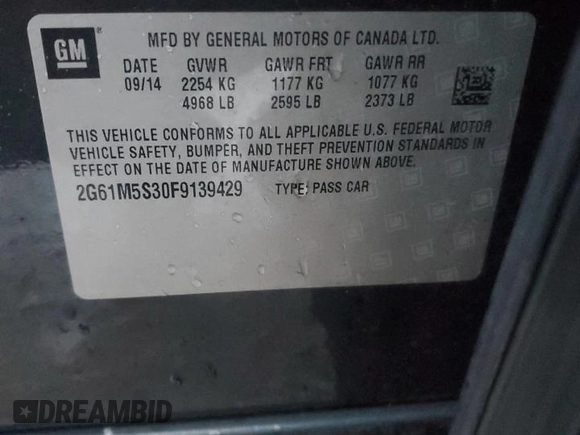 GM
MFD BY GENERAL MOTORS OF CANADA LTD.
DATE GVWR GAWR FRT GAWR RR
09/14 2254 KG 1177 KG 1077 KG
4968 LB 2595 LB 2373 LB
THIS VEHICLE CONFORMS TO ALL APPLICABLE U.S. FEDERAL MOTOR
VEHICLE SAFETY, BUMPER, AND THEFT PREVENTION STANDARDS IN
EFFECT ON THE DATE OF MANUFACTURE SHOWN ABOVE.
2G61M5S30F9139429 TYPE: PASS CAR
DREAMBID